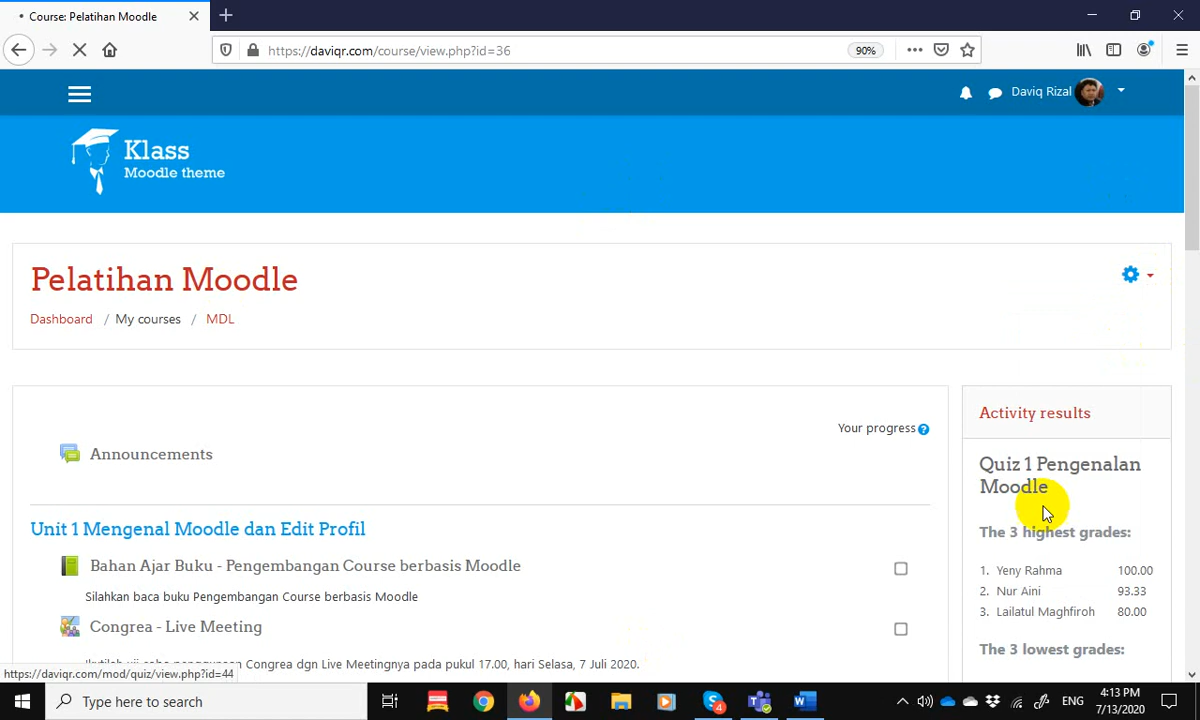 Course: Pelatihan Moodle
https://daviqr.com/course/view.php?id=36
90%
Daviq Rizal
Klass
Moodle theme
Pelatihan Moodle
Dashboard / My courses / MDL
Activity results
Your progress
Announcements
Quiz 1 Pengenalan
Moodle
Unit 1 Mengenal Moodle dan Edit Profil
The 3 highest grades:
Bahan Ajar Buku - Pengembangan Course berbasis Moodle
1. Yeny Rahma 100.00
2. Nur Aini 93.33
Silahkan baca buku Pengembangan Course berbasis Moodle
3. Lailatul Maghfiroh 80.00
Congrea - Live Meeting
The 3 lowest grades:
Congrea dgn Live Meetingnya pada pukul 17.00, hari Selasa, 7 Juli 2020.
https://daviqr.com/mod/quiz/view.php?id=44
Type here to search
4
ENG
4:13 PM
7/13/2020